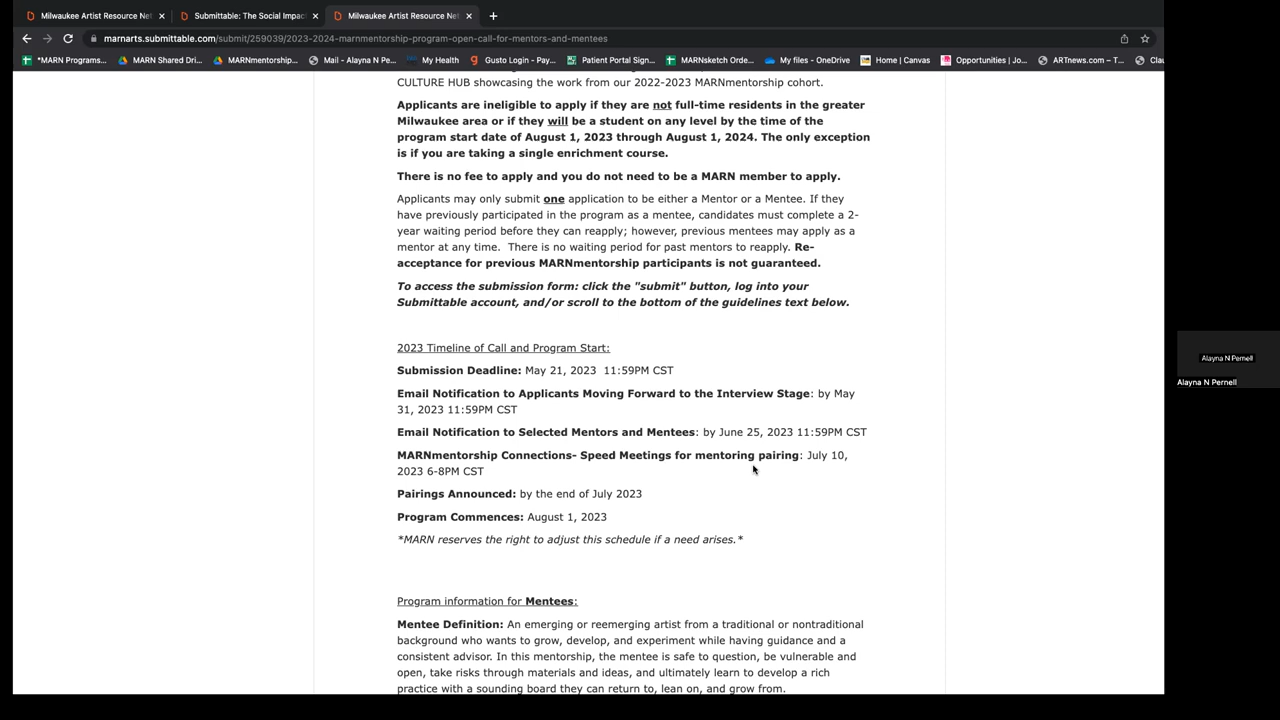 Milwaukee Artist Resource Net
Submittable: The Social Impac
Milwaukee Artist Resource Net
marnarts.submittable.com/submit/259039/2023-2024-marnmentorship-program-open-call-for-mentors-and-mentees
*MARN Programs... MARN Shared Dri... MARNmentorship... Mail - Alayna N Pe... My Health Gusto Login - Pay... Patient Portal Sign... MARNsketch Orde... My files - OneDrive Home | Canvas Opportunities | Jo... ARTnews.com – T... Clau
CULTURE HUB showcasing the work from our 2022-2023 MARNmentorship cohort.
Applicants are ineligible to apply if they are not full-time residents in the greater
Milwaukee area or if they will be a student on any level by the time of the
program start date of August 1, 2023 through August 1, 2024. The only exception
is if you are taking a single enrichment course.
There is no fee to apply and you do not need to be a MARN member to apply.
Applicants may only submit one application to be either a Mentor or a Mentee. If they
have previously participated in the program as a mentee, candidates must complete a 2-
year waiting period before they can reapply; however, previous mentees may apply as a
mentor at any time. There is no waiting period for past mentors to reapply. Re-
acceptance for previous MARNmentorship participants is not guaranteed.
To access the submission form: click the "submit" button, log into your
Submittable account, and/or scroll to the bottom of the guidelines text below.
2023 Timeline of Call and Program Start:
Submission Deadline: May 21, 2023 11:59PM CST
Email Notification to Applicants Moving Forward to the Interview Stage: by May
31, 2023 11:59PM CST
Email Notification to Selected Mentors and Mentees: by June 25, 2023 11:59PM CST
MARNmentorship Connections- Speed Meetings for mentoring pairing: July 10,
2023 6-8PM CST
Pairings Announced: by the end of July 2023
Program Commences: August 1, 2023
*MARN reserves the right to adjust this schedule if a need arises.*
Program information for Mentees:
Mentee Definition: An emerging or reemerging artist from a traditional or nontraditional
background who wants to grow, develop, and experiment while having guidance and a
consistent advisor. In this mentorship, the mentee is safe to question, be vulnerable and
open, take risks through materials and ideas, and ultimately learn to develop a rich
practice with a sounding board they can return to, lean on, and grow from.
Alayna N Pernell
Alayna N Pernell